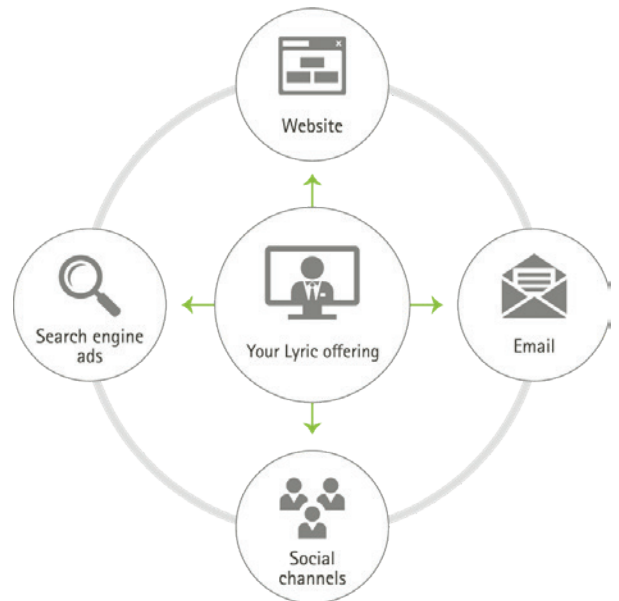 Website
Search engine
ads
Your Lyric offering
Email
Social
channels